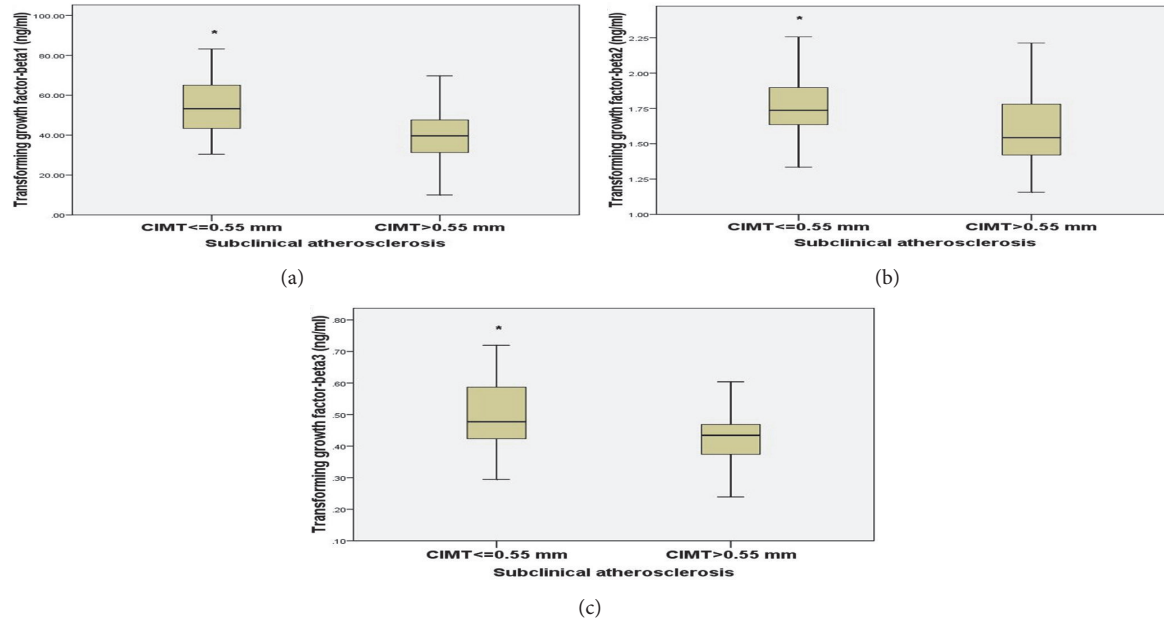 Transforming growth factor-beta1 (ng/ml)
100.00
80.00
60.00
40.00
20.00
.00
*
CIMT<=0.55 mm CIMT>0.55 mm
Subclinical atherosclerosis
(a)
Transforming growth factor-beta2 (ng/ml)
2.25
2.00
1.75
1.50
1.25
1.00
*
CIMT<=0.55 mm CIMT>0.55 mm
Subclinical atherosclerosis
(b)
Transforming growth factor-beta3 (ng/ml)
.80
.70
.60
.50
.40
.30
.20
.10
*
CIMT<=0.55 mm CIMT>0.55 mm
Subclinical atherosclerosis
(c)